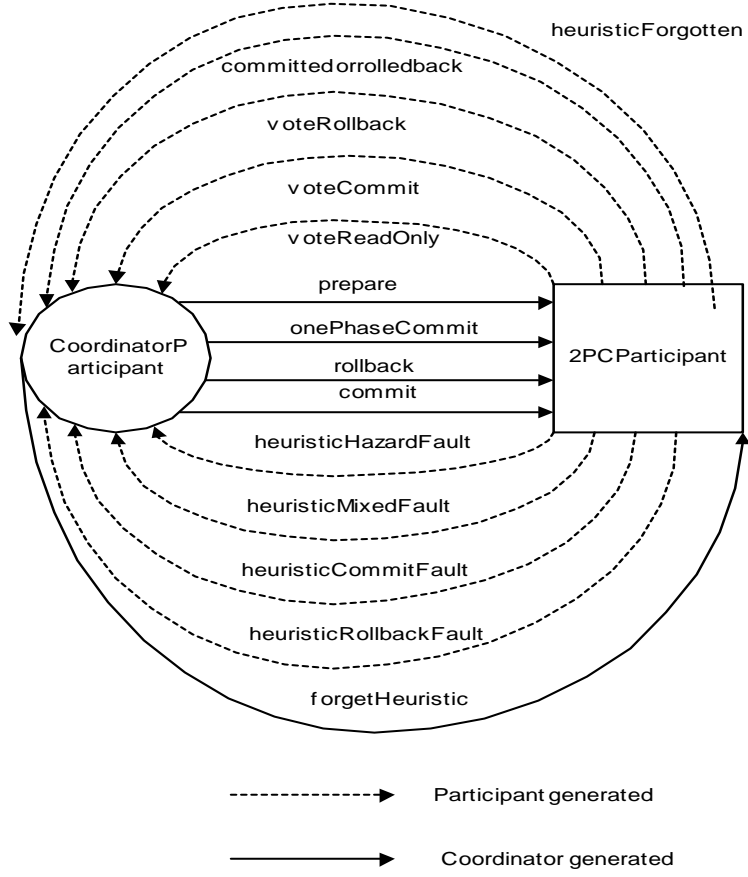 heuristicForgotten
committedorrolledback
voteRollback
voteCommit
voteReadOnly
prepare
onePhaseCommit
CoordinatorP
articipant
2PCParticipant
rollback
commit
heuristicHazardFault
heuristicMixedFault
heuristicCommitFault
heuristicRollbackFault
forgetHeuristic
Participant generated
Coordinator generated